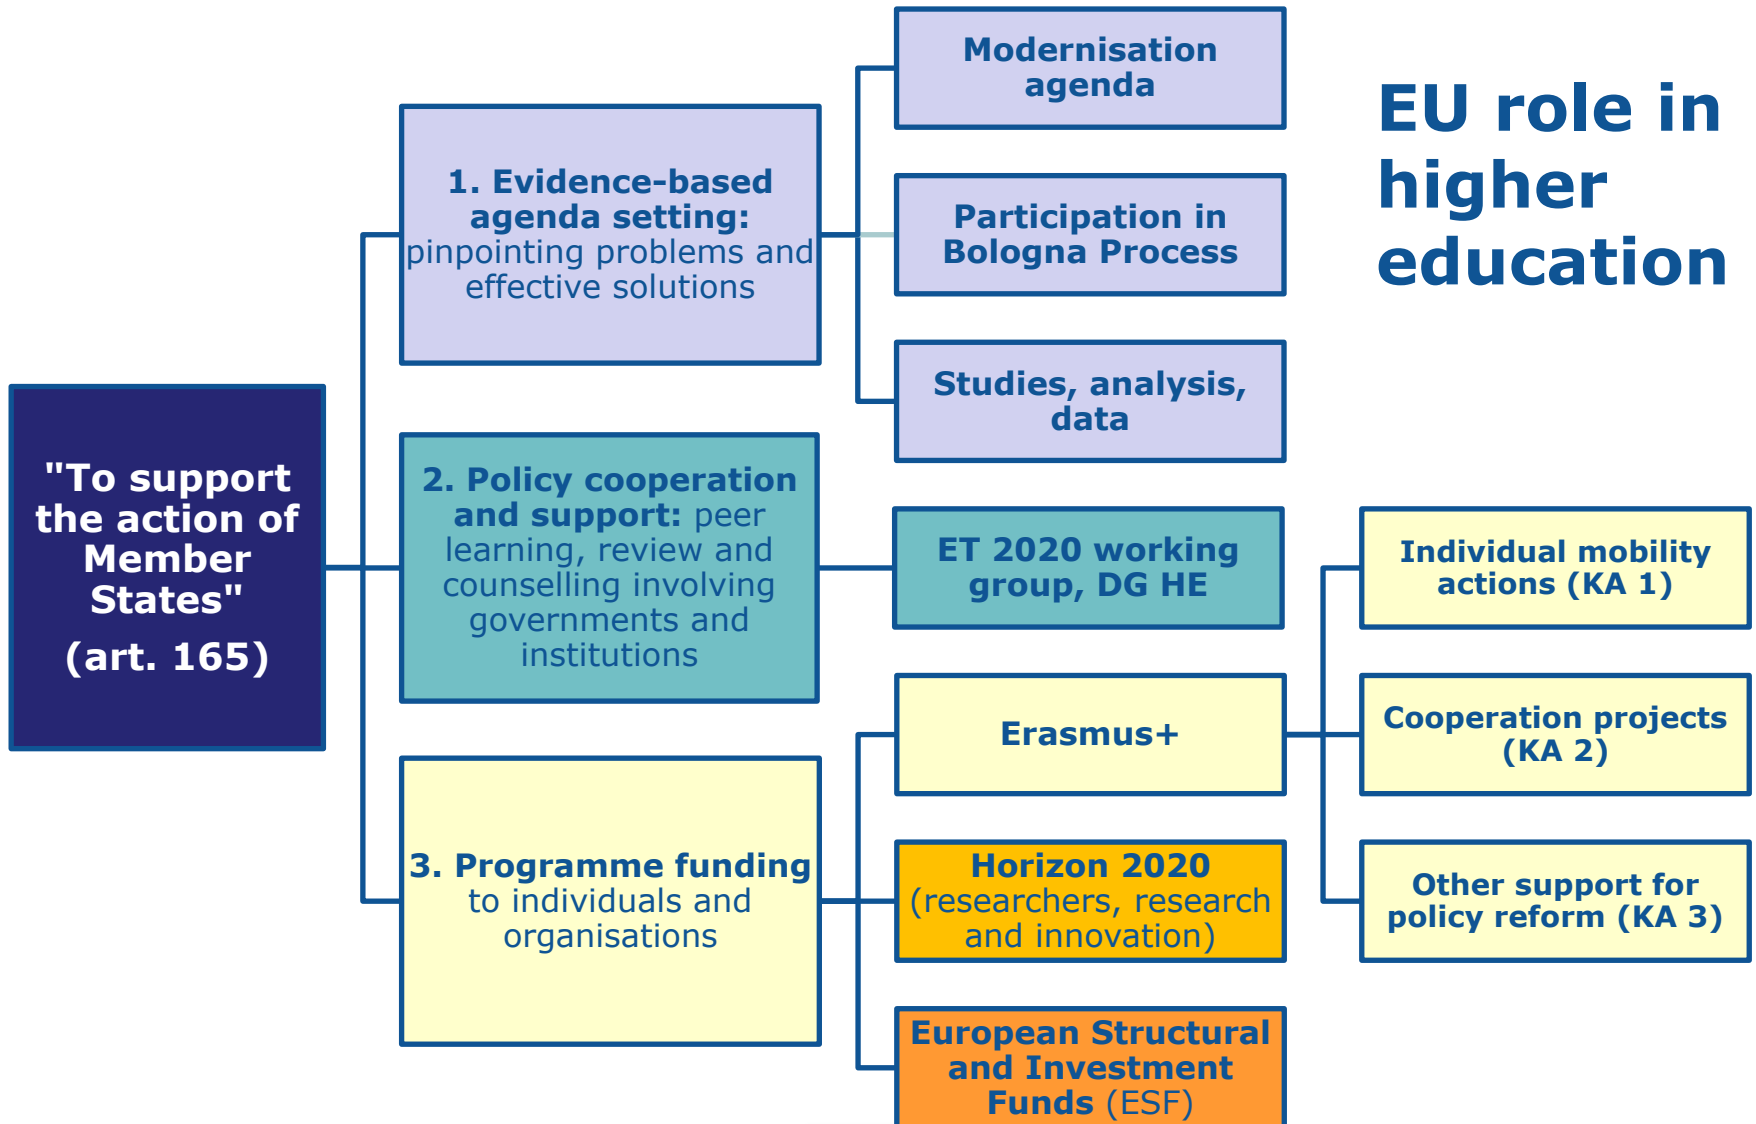 EU role in
higher
education
"To support
the action of
Member
States"
(art. 165)
1. Evidence-based
agenda setting:
pinpointing problems and
effective solutions
Modernisation
agenda
Participation in
Bologna Process
Studies, analysis,
data
2. Policy cooperation
and support: peer
learning, review and
counselling involving
governments and
institutions
ET 2020 working
group, DG HE
3. Programme funding
to individuals and
organisations
Erasmus+
Individual mobility
actions (KA 1)
Cooperation projects
(KA 2)
Other support for
policy reform (KA 3)
Horizon 2020
(researchers, research
and innovation)
European Structural
and Investment
Funds (ESF)